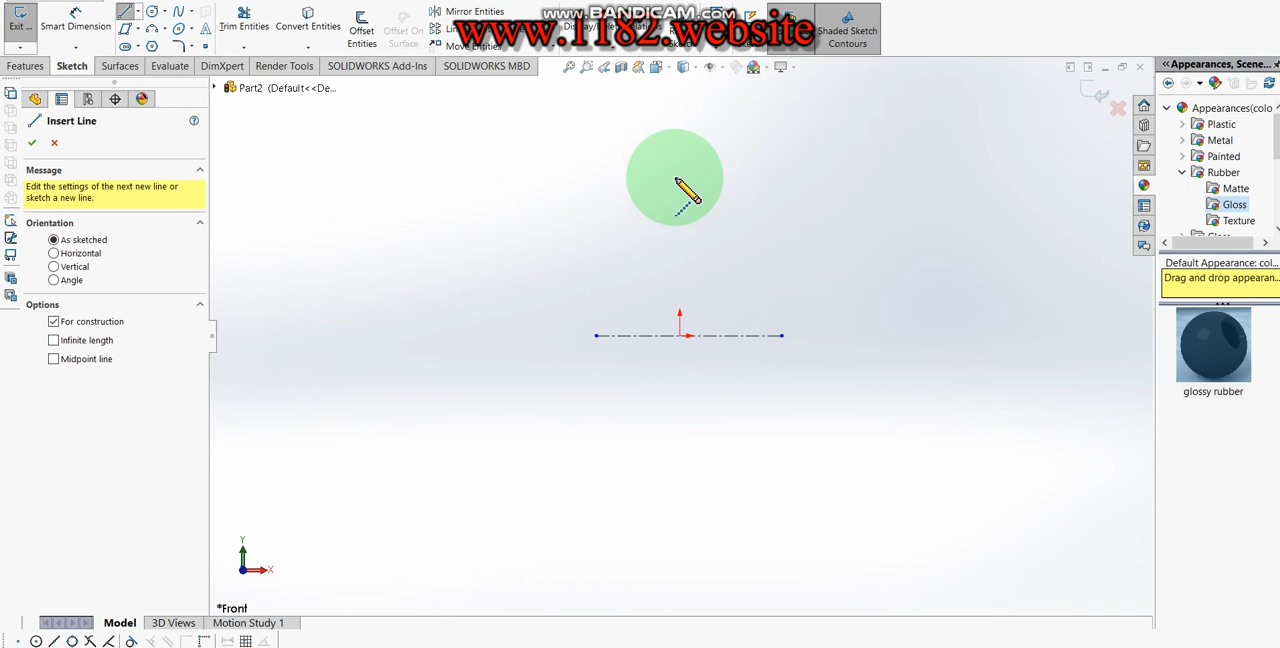 www.BANDICAM.com
www.1182.website
Exit ...
Smart Dimension
Trim Entities
Convert Entities
Offset
Entities
Offset On
Surface
Mirror Entities
Move Entities
Shaded Sketch
Contours
Features
Sketch
Surfaces
Evaluate
DimXpert
Render Tools
SOLIDWORKS Add-Ins
SOLIDWORKS MBD
Part2 (Default<<De...
Insert Line
Message
Edit the settings of the next new line or
sketch a new line.
Orientation
As sketched
Horizontal
Vertical
Angle
Options
For construction
Infinite length
Midpoint line
Y
X
*Front
Model
3D Views
Motion Study 1
Appearances, Scene...
Appearances(colo
Plastic
Metal
Painted
Rubber
Matte
Gloss
Texture
Default Appearance: col...
Drag and drop appearan...
glossy rubber